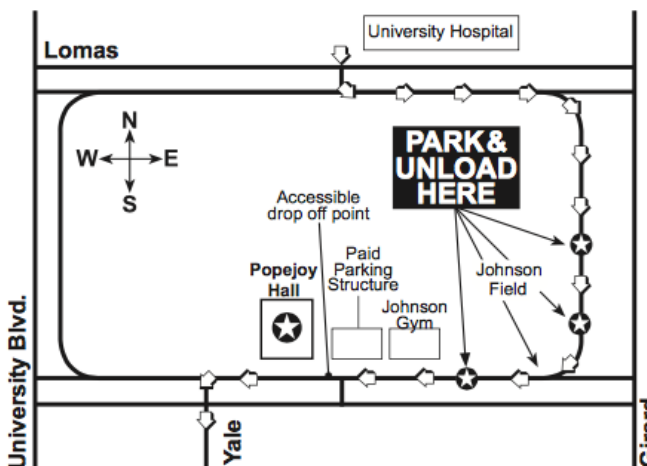 University Hospital
Lomas
N
W
E
S
PARK &
UNLOAD
HERE
Accessible
drop off point
Popejoy
Hall
Paid
Parking
Structure
Johnson
Gym
Johnson
Field
University Blvd.
Yale
Girard